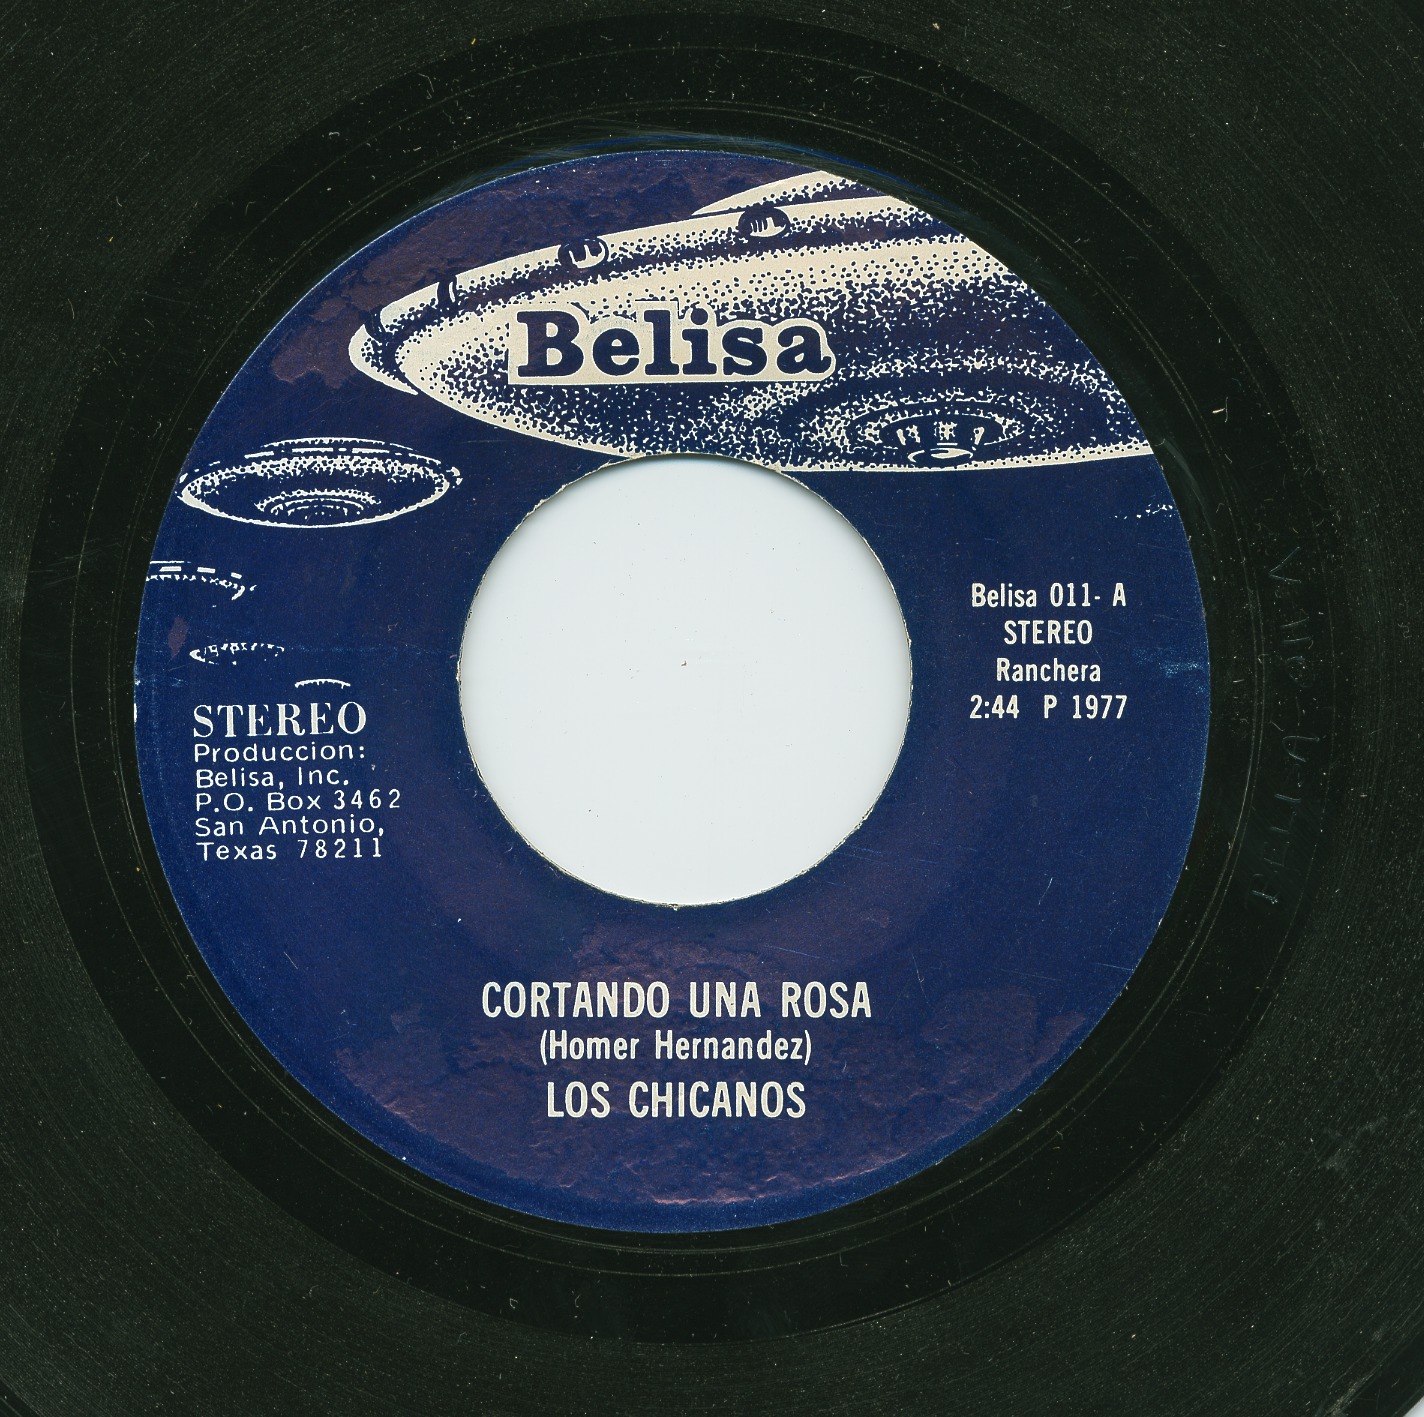 Belisa
Belisa 011- A
STEREO
Ranchera
2:44 P 1977
STEREO
Produccion:
Belisa, Inc.
P.O. Box 3462
San Antonio,
Texas 78211
CORTANDO UNA ROSA
(Homer Hernandez)
LOS CHICANOS